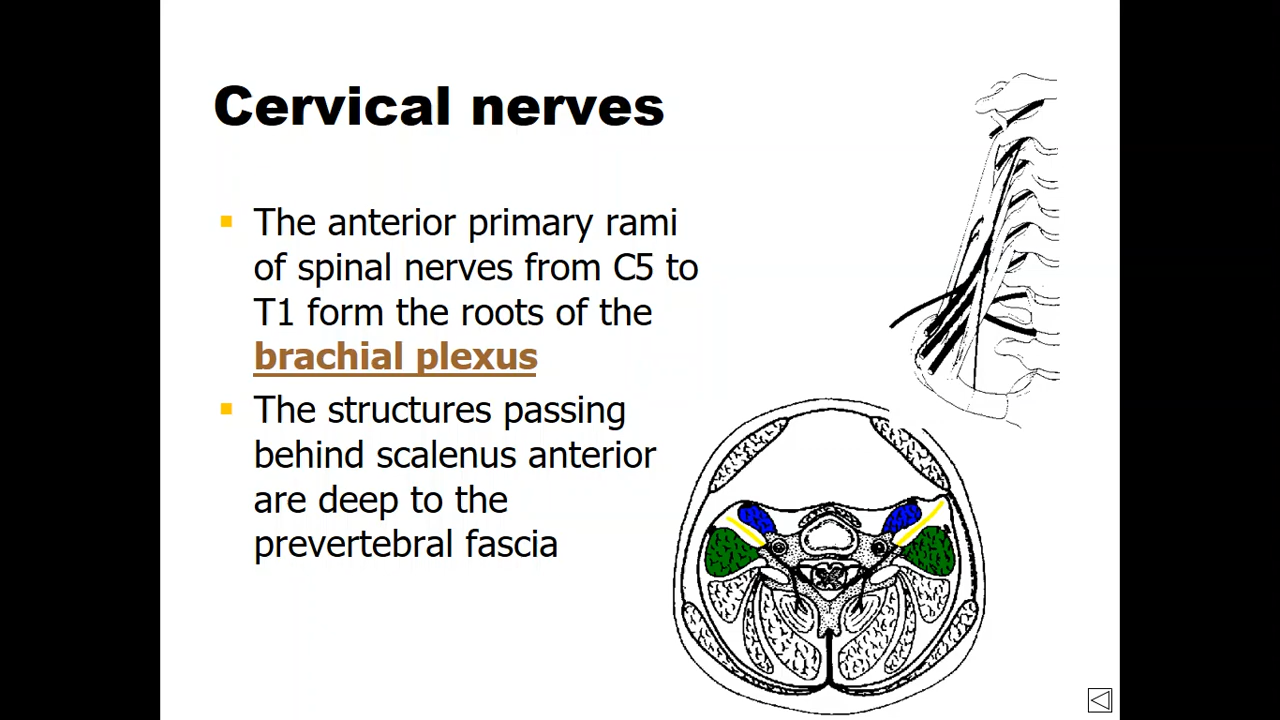 Cervical nerves
The anterior primary rami
of spinal nerves from C5 to
T1 form the roots of the
brachial plexus
The structures passing
behind scalenus anterior
are deep to the
prevertebral fascia